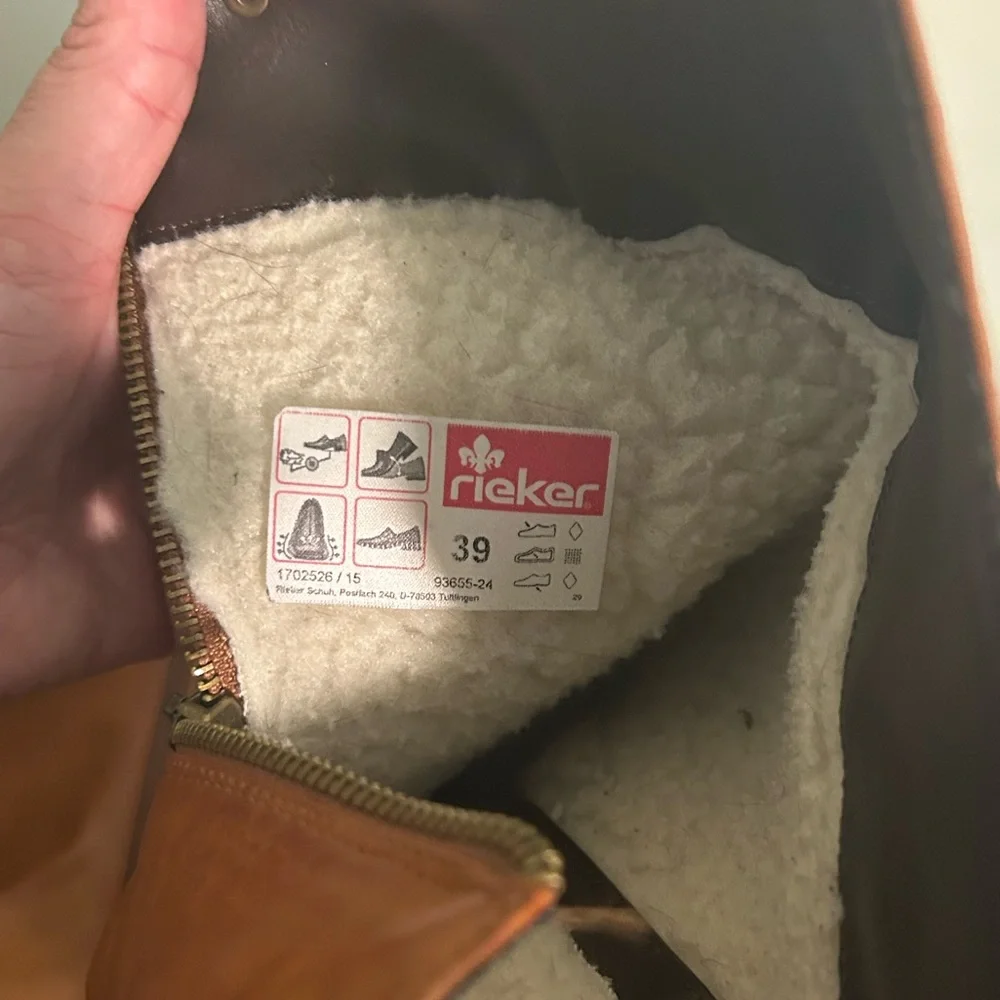 rieker
39
1702526 / 15
93655-24
Rieker Schuh, Postfach 240, D-78503 Tuttlingen
29